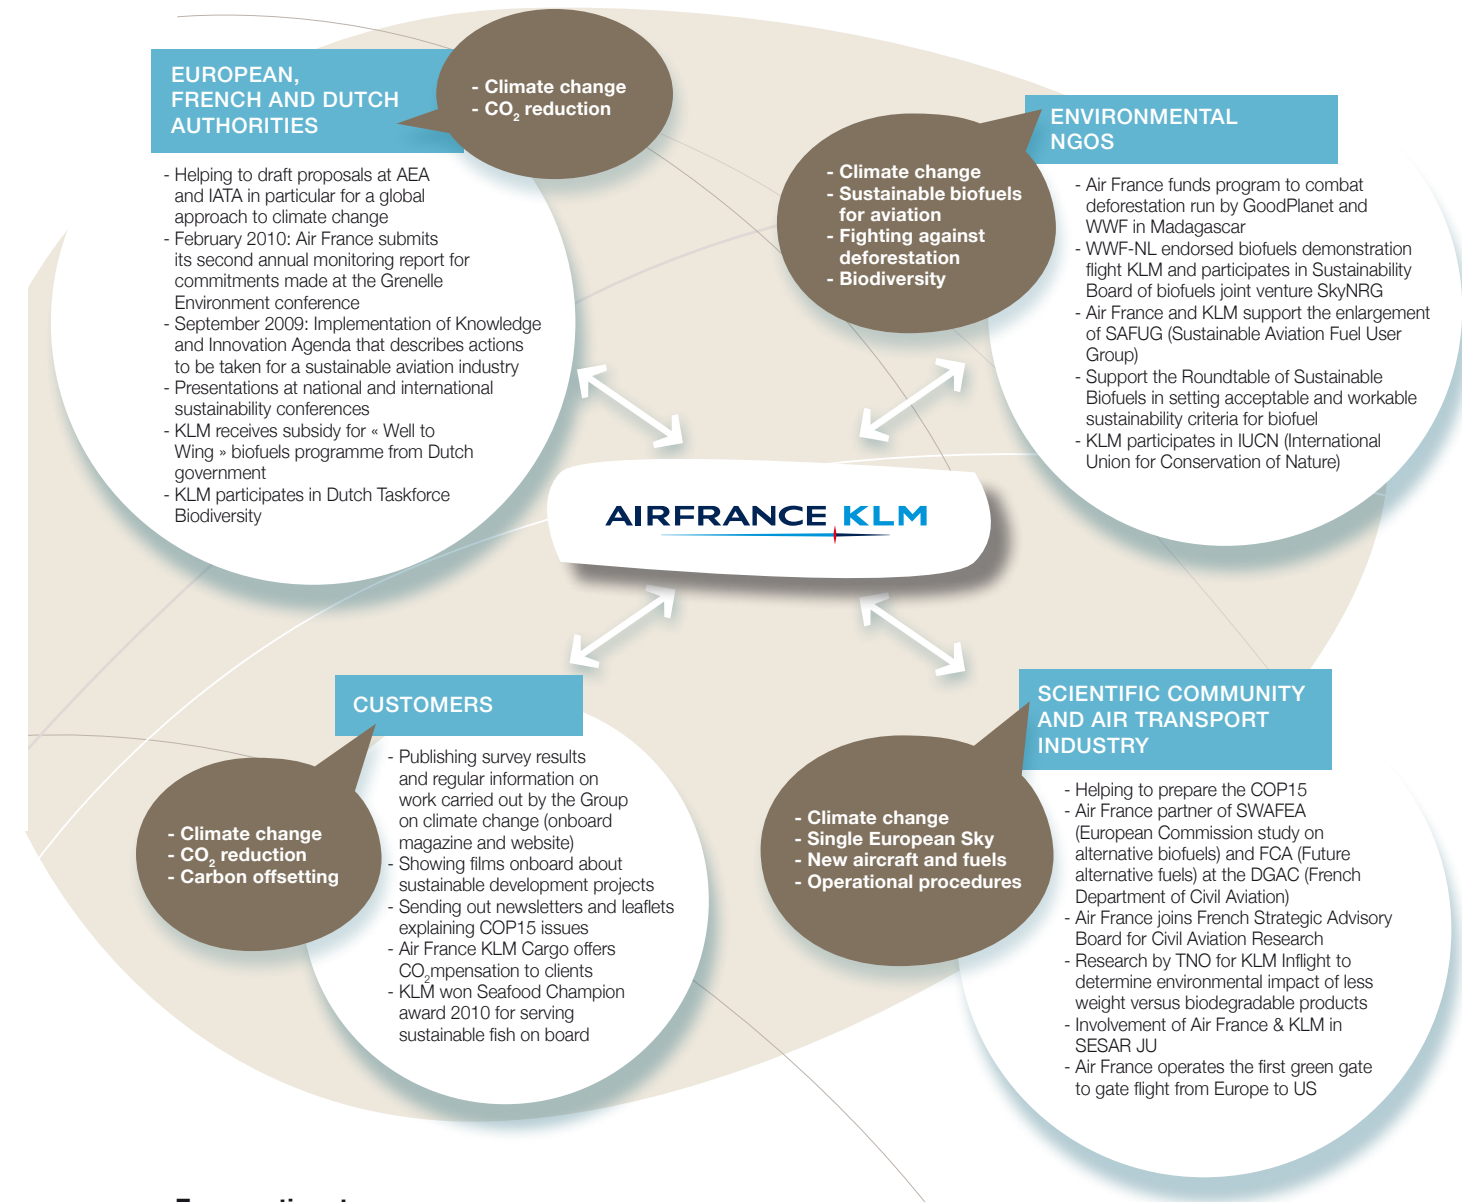 EUROPEAN,
FRENCH AND DUTCH
AUTHORITIES
- Climate change
- CO2 reduction
- Helping to draft proposals at AEA
and IATA in particular for a global
approach to climate change
- February 2010: Air France submits
its second annual monitoring report for
commitments made at the Grenelle
Environment conference
- September 2009: Implementation of Knowledge
and Innovation Agenda that describes actions
to be taken for a sustainable aviation industry
- Presentations at national and international
sustainability conferences
- KLM receives subsidy for « Well to
Wing » biofuels programme from Dutch
government
- KLM participates in Dutch Taskforce
Biodiversity
ENVIRONMENTAL
NGOS
- Climate change
- Sustainable biofuels
for aviation
- Fighting against
deforestation
- Biodiversity
- Air France funds program to combat
deforestation run by GoodPlanet and
WWF in Madagascar
- WWF-NL endorsed biofuels demonstration
flight KLM and participates in Sustainability
Board of biofuels joint venture SkyNRG
- Air France and KLM support the enlargement
of SAFUG (Sustainable Aviation Fuel User
Group)
- Support the Roundtable of Sustainable
Biofuels in setting acceptable and workable
sustainability criteria for biofuel
- KLM participates in IUCN (International
Union for Conservation of Nature)
AIRFRANCE KLM
CUSTOMERS
- Climate change
- CO2 reduction
- Carbon offsetting
- Publishing survey results
and regular information on
work carried out by the Group
on climate change (onboard
magazine and website)
- Showing films onboard about
sustainable development projects
- Sending out newsletters and leaflets
explaining COP15 issues
- Air France KLM Cargo offers
CO2mpensation to clients
- KLM won Seafood Champion
award 2010 for serving
sustainable fish on board
SCIENTIFIC COMMUNITY
AND AIR TRANSPORT
INDUSTRY
- Climate change
- Single European Sky
- New aircraft and fuels
- Operational procedures
- Helping to prepare the COP15
- Air France partner of SWAFEA
(European Commission study on
alternative biofuels) and FCA (Future
alternative fuels) at the DGAC (French
Department of Civil Aviation)
- Air France joins French Strategic Advisory
Board for Civil Aviation Research
- Research by TNO for KLM Inflight to
determine environmental impact of less
weight versus biodegradable products
- Involvement of Air France & KLM in
SESAR JU
- Air France operates the first green gate
to gate flight from Europe to US